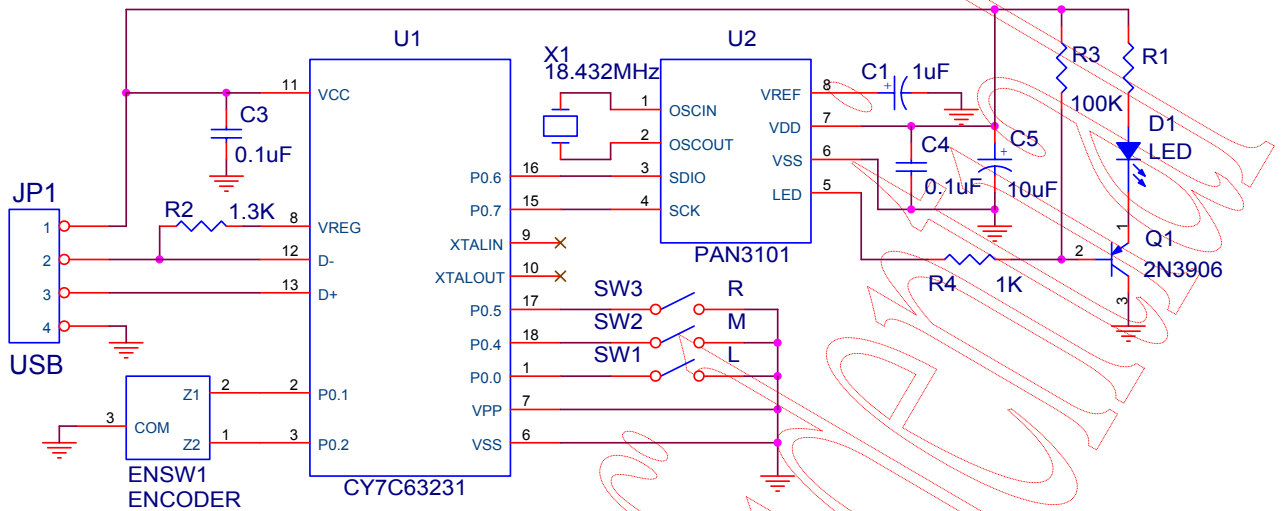 U1
CY7C63231
11 VCC
8 VREG
12 D-
13 D+
2 P0.1
3 P0.2
P0.6 16
P0.7 15
XTALIN 9
XTALOUT 10
P0.5 17
P0.4 18
P0.0 1
VPP 7
VSS 6
C3
0.1uF
R2 1.3K
JP1
1
2
3
4
USB
3 COM
Z1 2
Z2 1
ENSW1
ENCODER
X1
18.432MHz
U2
1 OSCIN
2 OSCOUT
3 SDIO
4 SCK
VREF 8
VDD 7
VSS 6
LED 5
PAN3101
C1 1uF
+
C4
0.1uF
C5
+
10uF
R3
100K
R1
D1
LED
1
2
3
Q1
2N3906
R4 1K
SW3 R
SW2 M
SW1 L